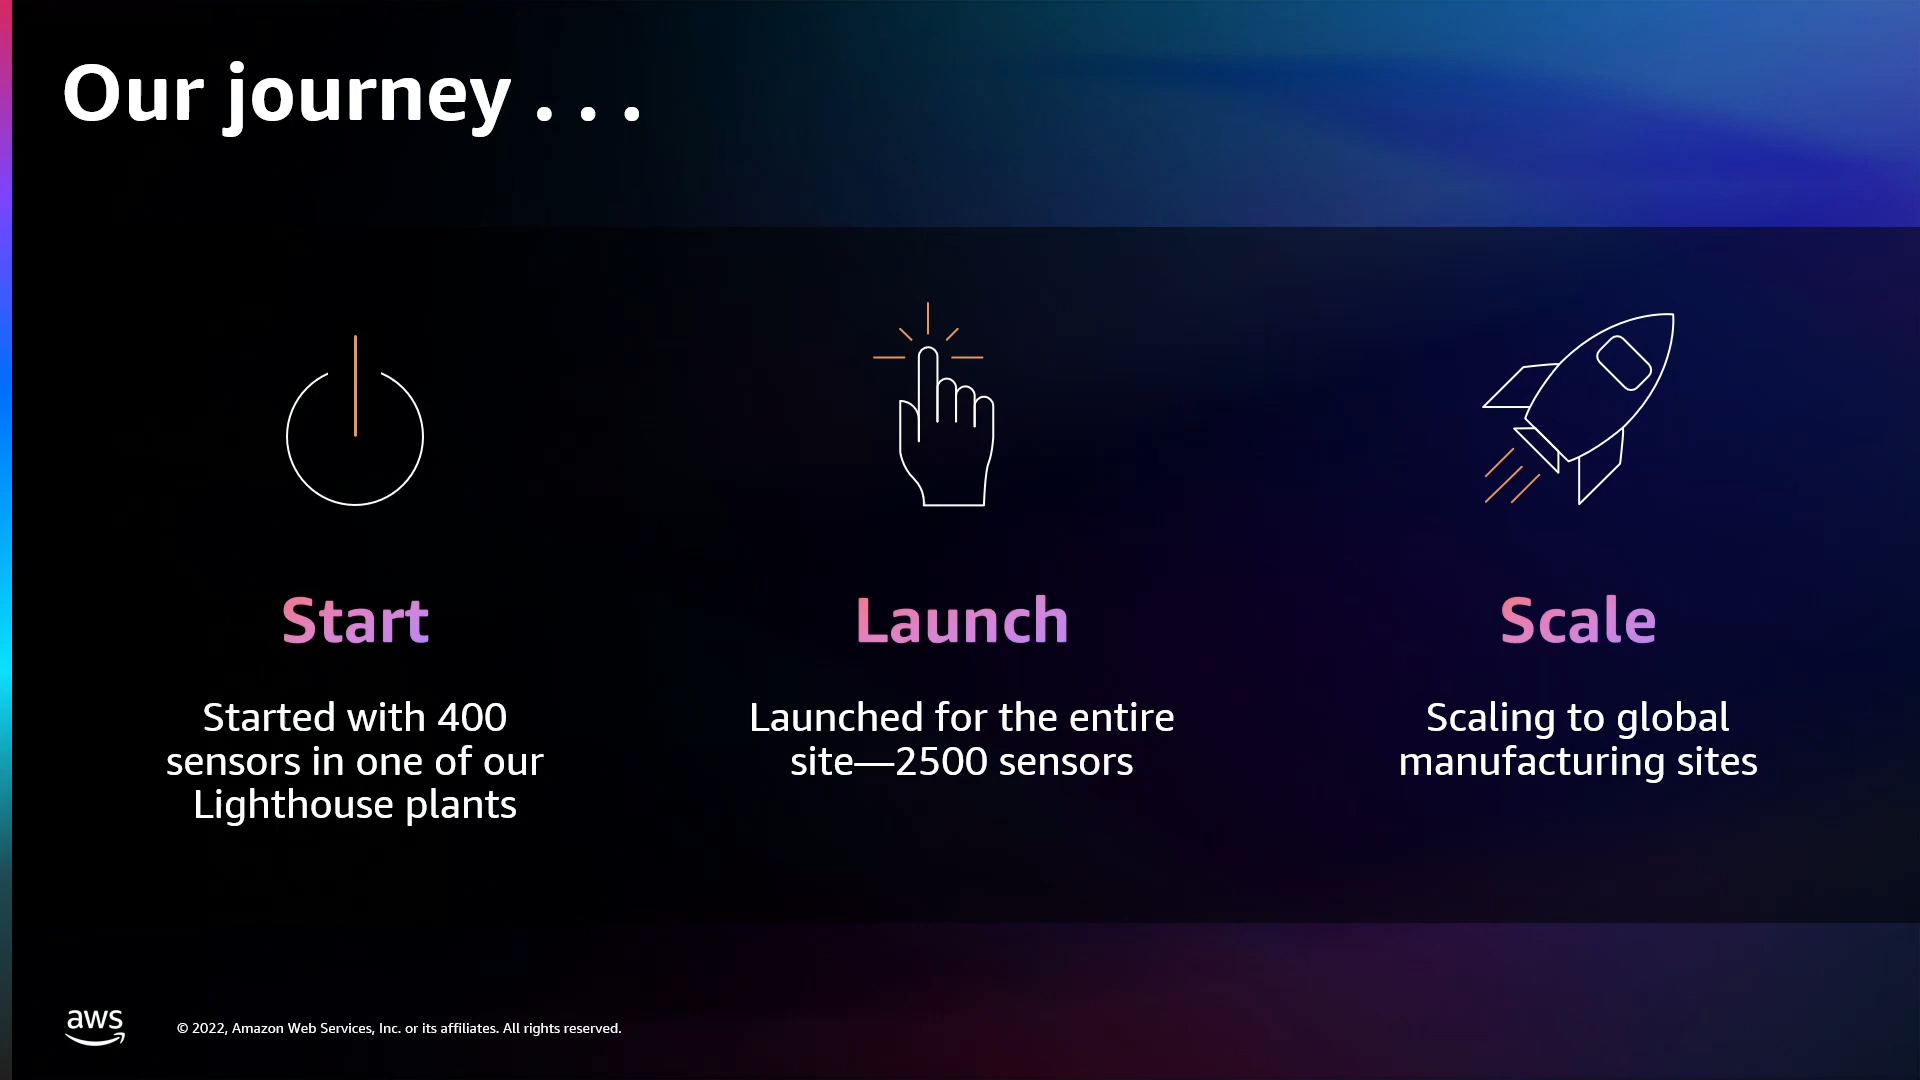 Our journey . . .
Start
Started with 400
sensors in one of our
Lighthouse plants
Launch
Launched for the entire
site—2500 sensors
Scale
Scaling to global
manufacturing sites
aws
© 2022, Amazon Web Services, Inc. or its affiliates. All rights reserved.